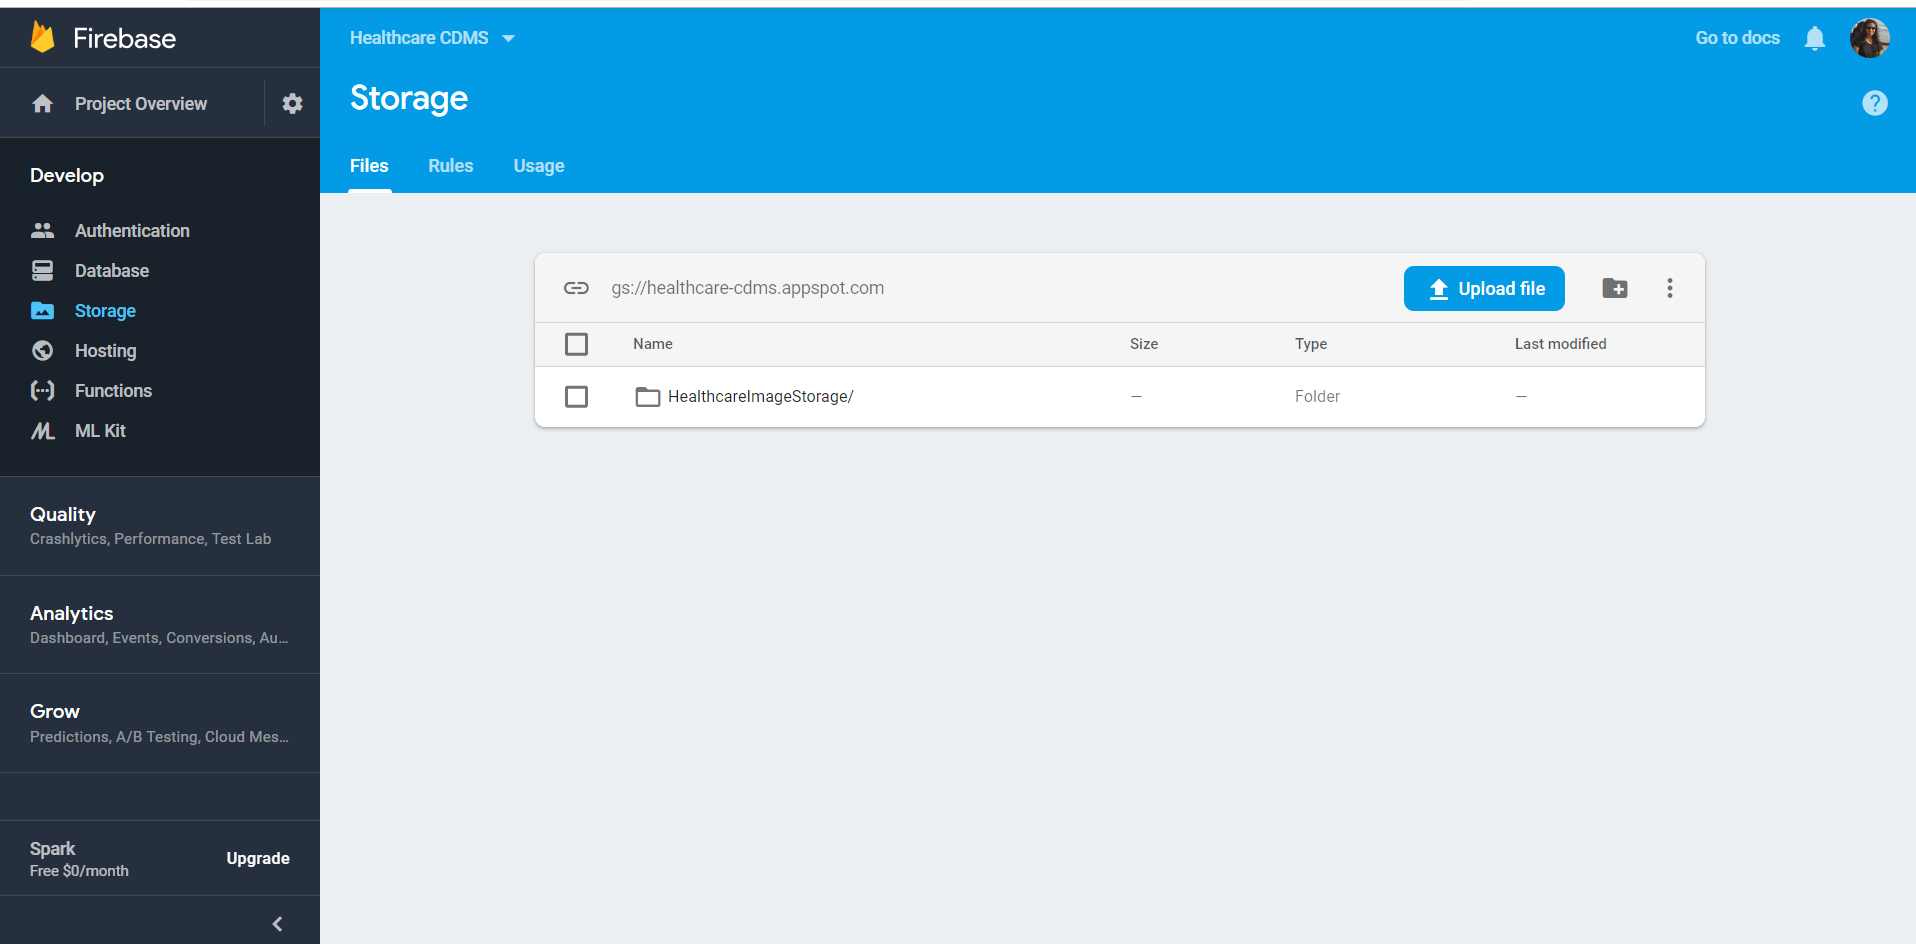 Firebase
Project Overview
Develop
Authentication
Database
Storage
Hosting
Functions
ML Kit
Quality
Crashlytics, Performance, Test Lab
Analytics
Dashboard, Events, Conversions, Au...
Grow
Predictions, A/B Testing, Cloud Mes...
Spark
Free $0/month
Upgrade
Healthcare CDMS
Go to docs
Storage
Files Rules Usage
gs://healthcare-cdms.appspot.com
Upload file
Name Size Type Last modified
HealthcareImageStorage/ — Folder —